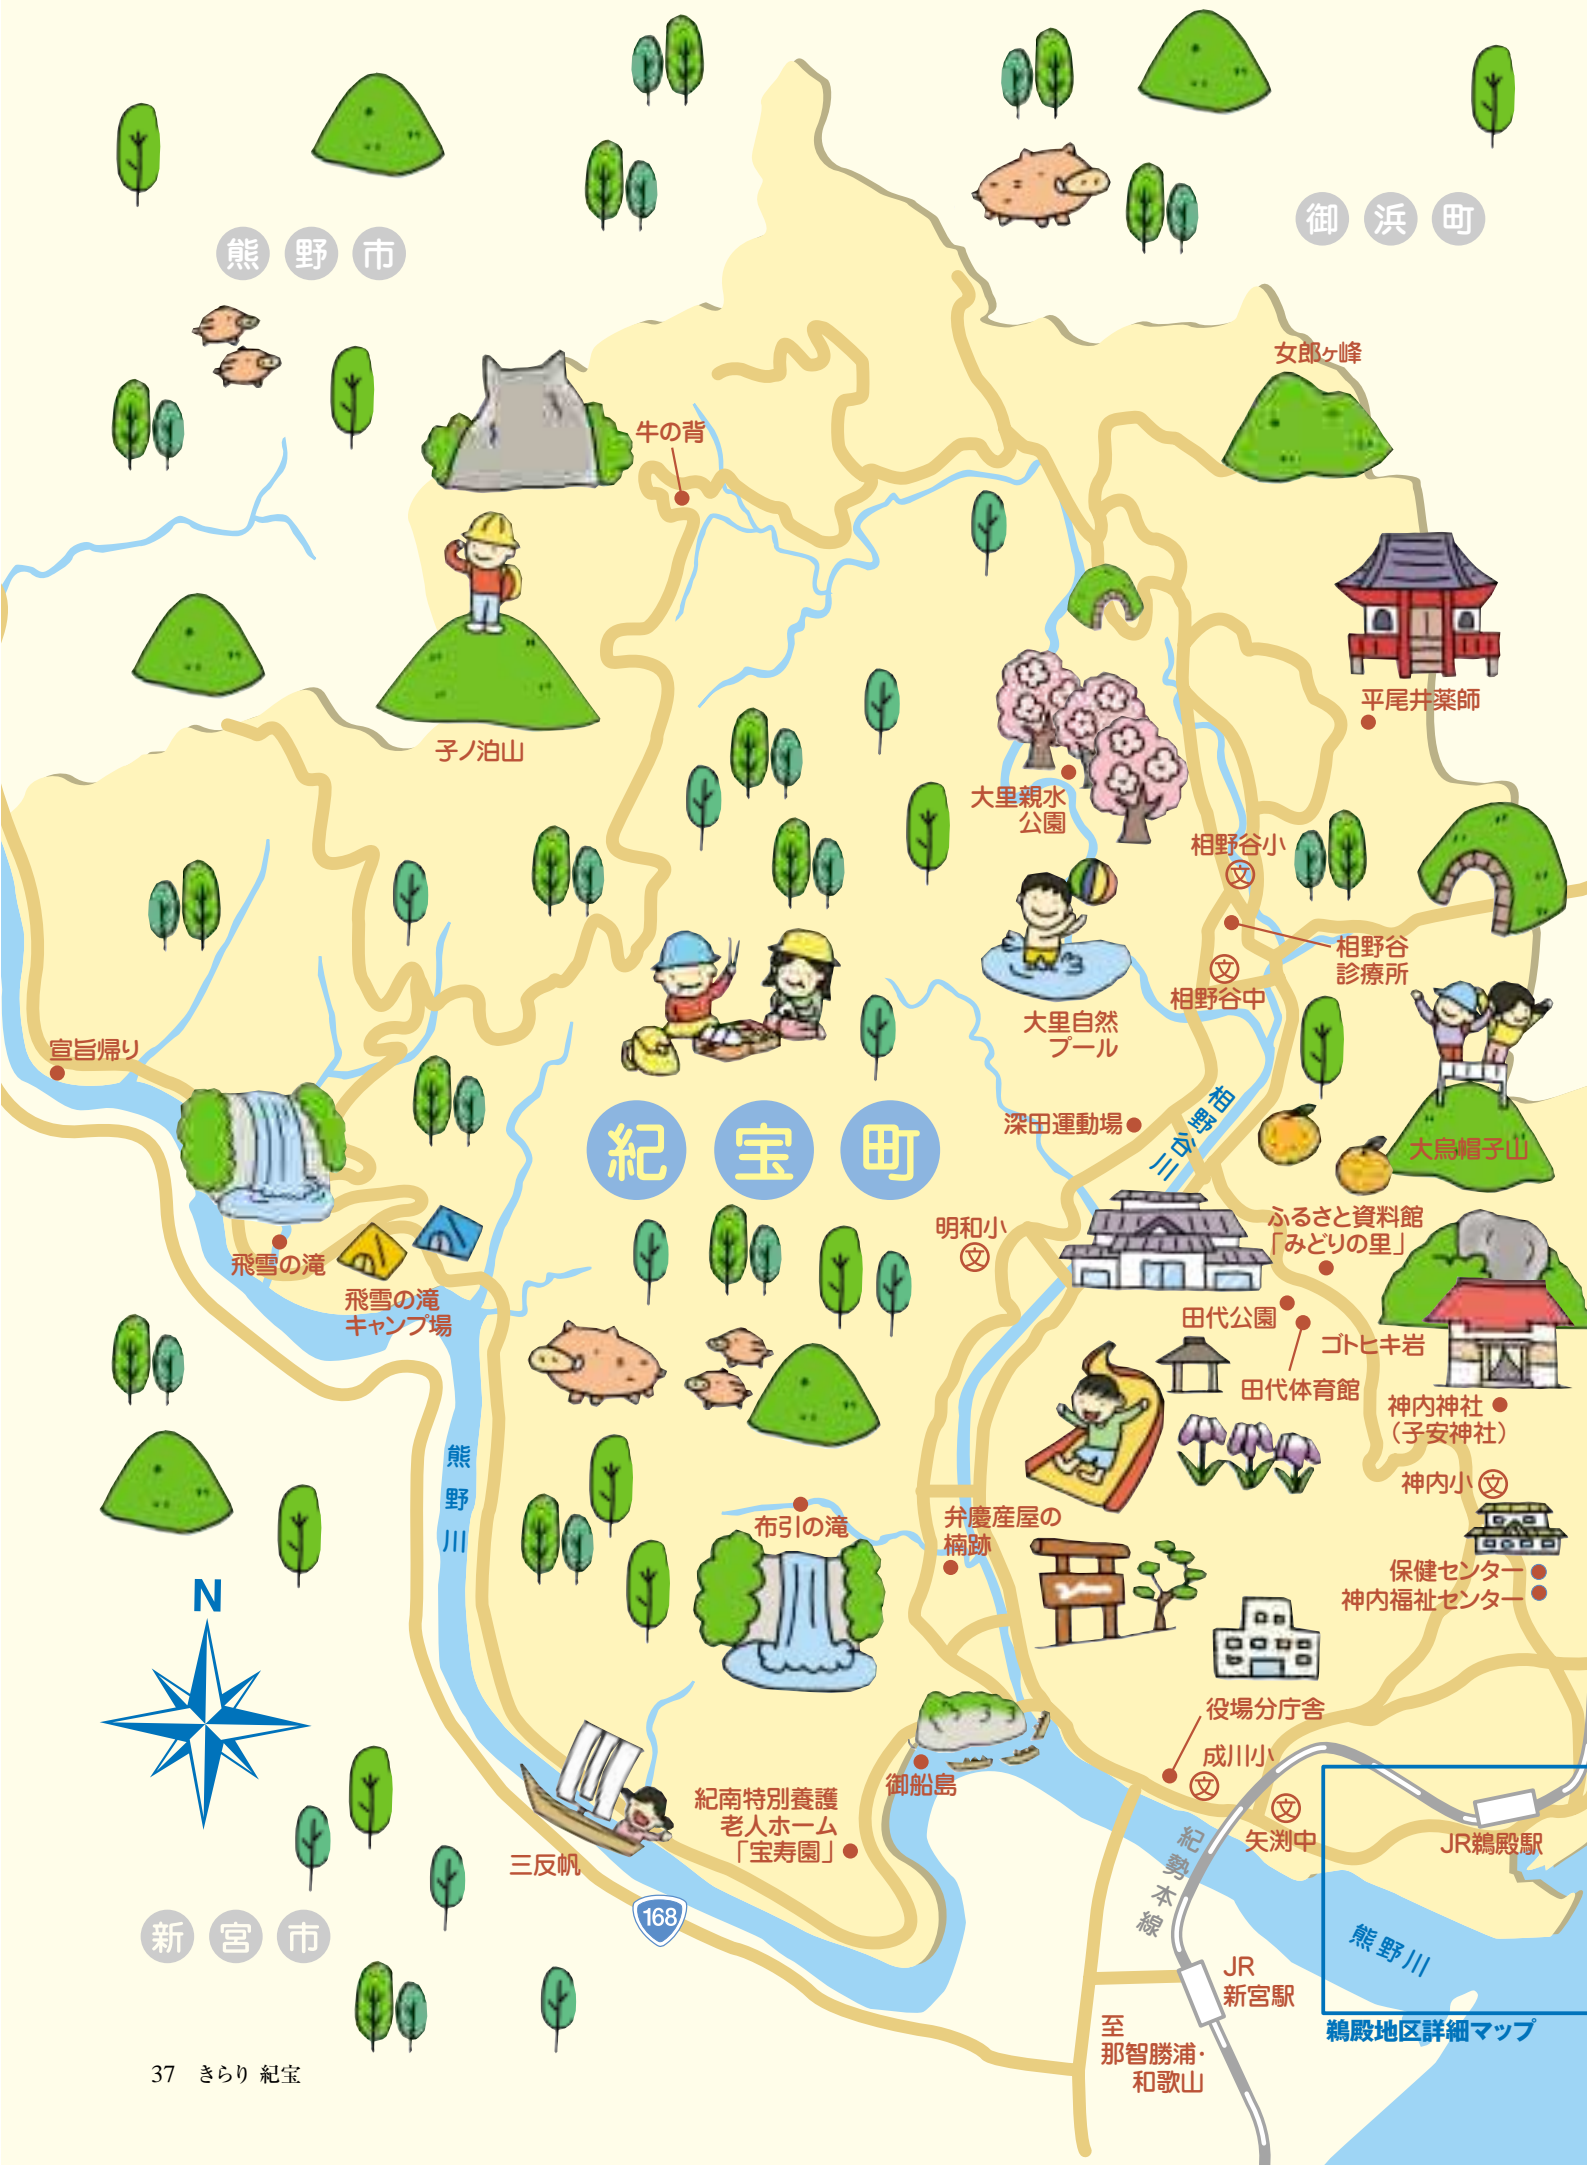 御浜町
熊野市
女郎ヶ峰
牛の背
平尾井薬師
子ノ泊山
大里親水
公園
相野谷小
文
相野谷
診療所
文
相野谷中
大里自然
プール
宣旨帰り
深田運動場
相野谷川
大烏帽子山
紀宝町
明和小
文
ふるさと資料館
「みどりの里」
飛雪の滝
飛雪の滝
キャンプ場
田代公園
ゴトヒキ岩
田代体育館
神内神社
（子安神社）
熊野川
神内小
文
布引の滝
弁慶産屋の
楠跡
保健センター
神内福祉センター
N
役場分庁舎
成川小
文
御船島
紀南特別養護
老人ホーム
「宝寿園」
文
矢渕中
JR鵜殿駅
紀勢本線
三反帆
168
新宮市
熊野川
JR
新宮駅
鵜殿地区詳細マップ
至
那智勝浦・
和歌山
37 きらり 紀宝